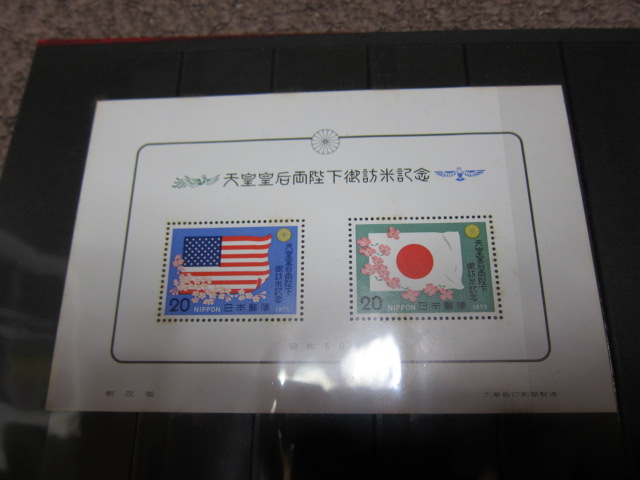 天皇皇后両陛下御訪米記念
天皇皇后両陛下
御訪米記念
20 NIPPON 日本郵便 1975
天皇皇后両陛下
御訪米記念
20 NIPPON 日本郵便 1975
昭和50
郵政省
大蔵省印刷局製造